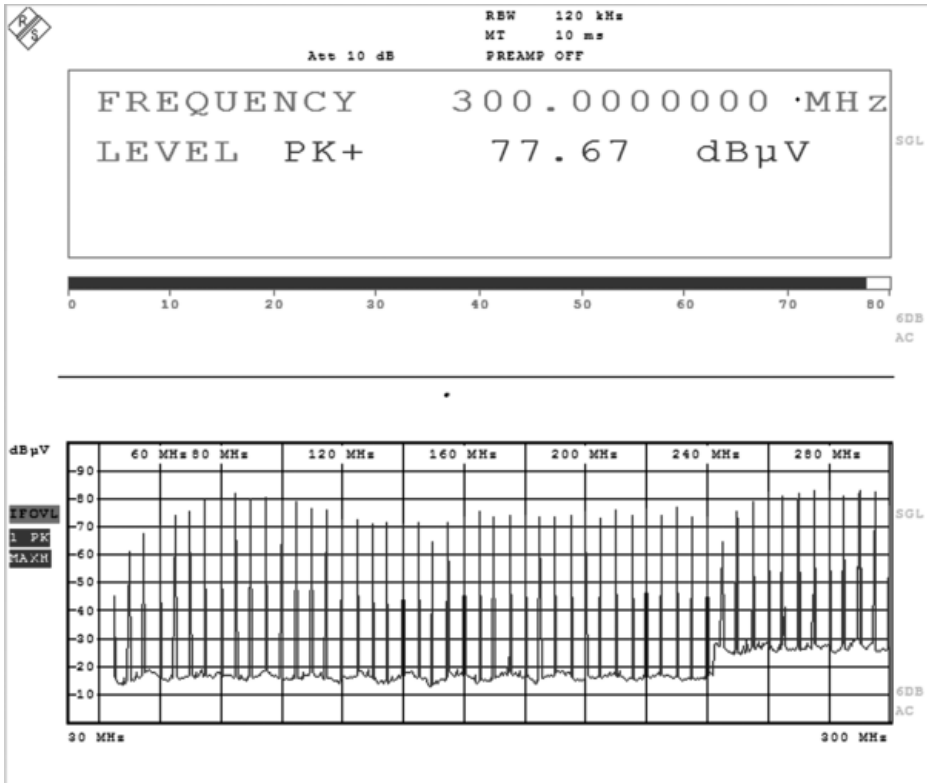 R S
RBW 120 kHz
MT 10 ms
Att 10 dB PREAMP OFF
FREQUENCY 300.0000000 MHz
LEVEL PK+ 77.67 dBµV
SGL
0 10 20 30 40 50 60 70 80
6DB
AC
dBµV
60 MHz 80 MHz 120 MHz 160 MHz 200 MHz 240 MHz 280 MHz
90
80
IFOVL
SGL
70
1 PK
MAXH
60
50
40
30
20
6DB
10
AC
30 MHz 300 MHz